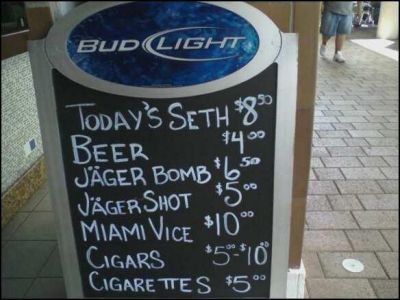 BUD LIGHT
TODAY'S SETH $8.50
BEER $4.00
JÄGER BOMB $6.50
JÄGER SHOT $5.00
MIAMI VICE $10.00
CIGARS $5.00-$10.00
CIGARETTES $5.00